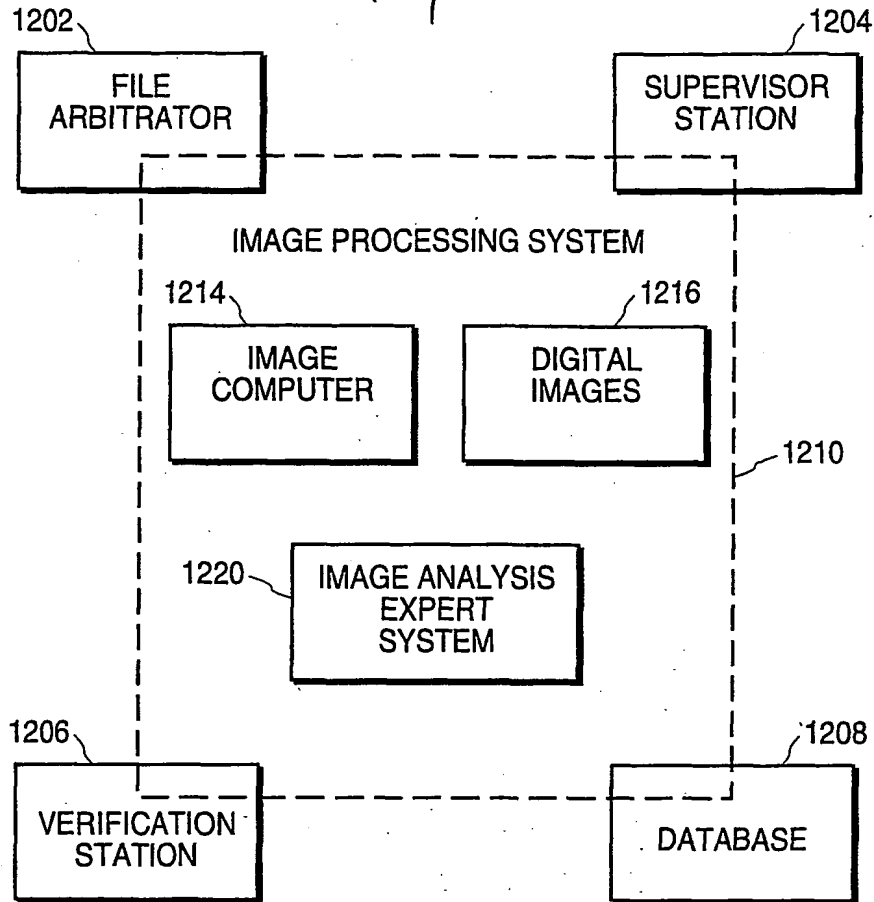 1202
1204
FILE
ARBITRATOR
SUPERVISOR
STATION
IMAGE PROCESSING SYSTEM
1214
1216
IMAGE
COMPUTER
DIGITAL
IMAGES
1210
1220
IMAGE ANALYSIS
EXPERT
SYSTEM
1206
1208
VERIFICATION
STATION
DATABASE